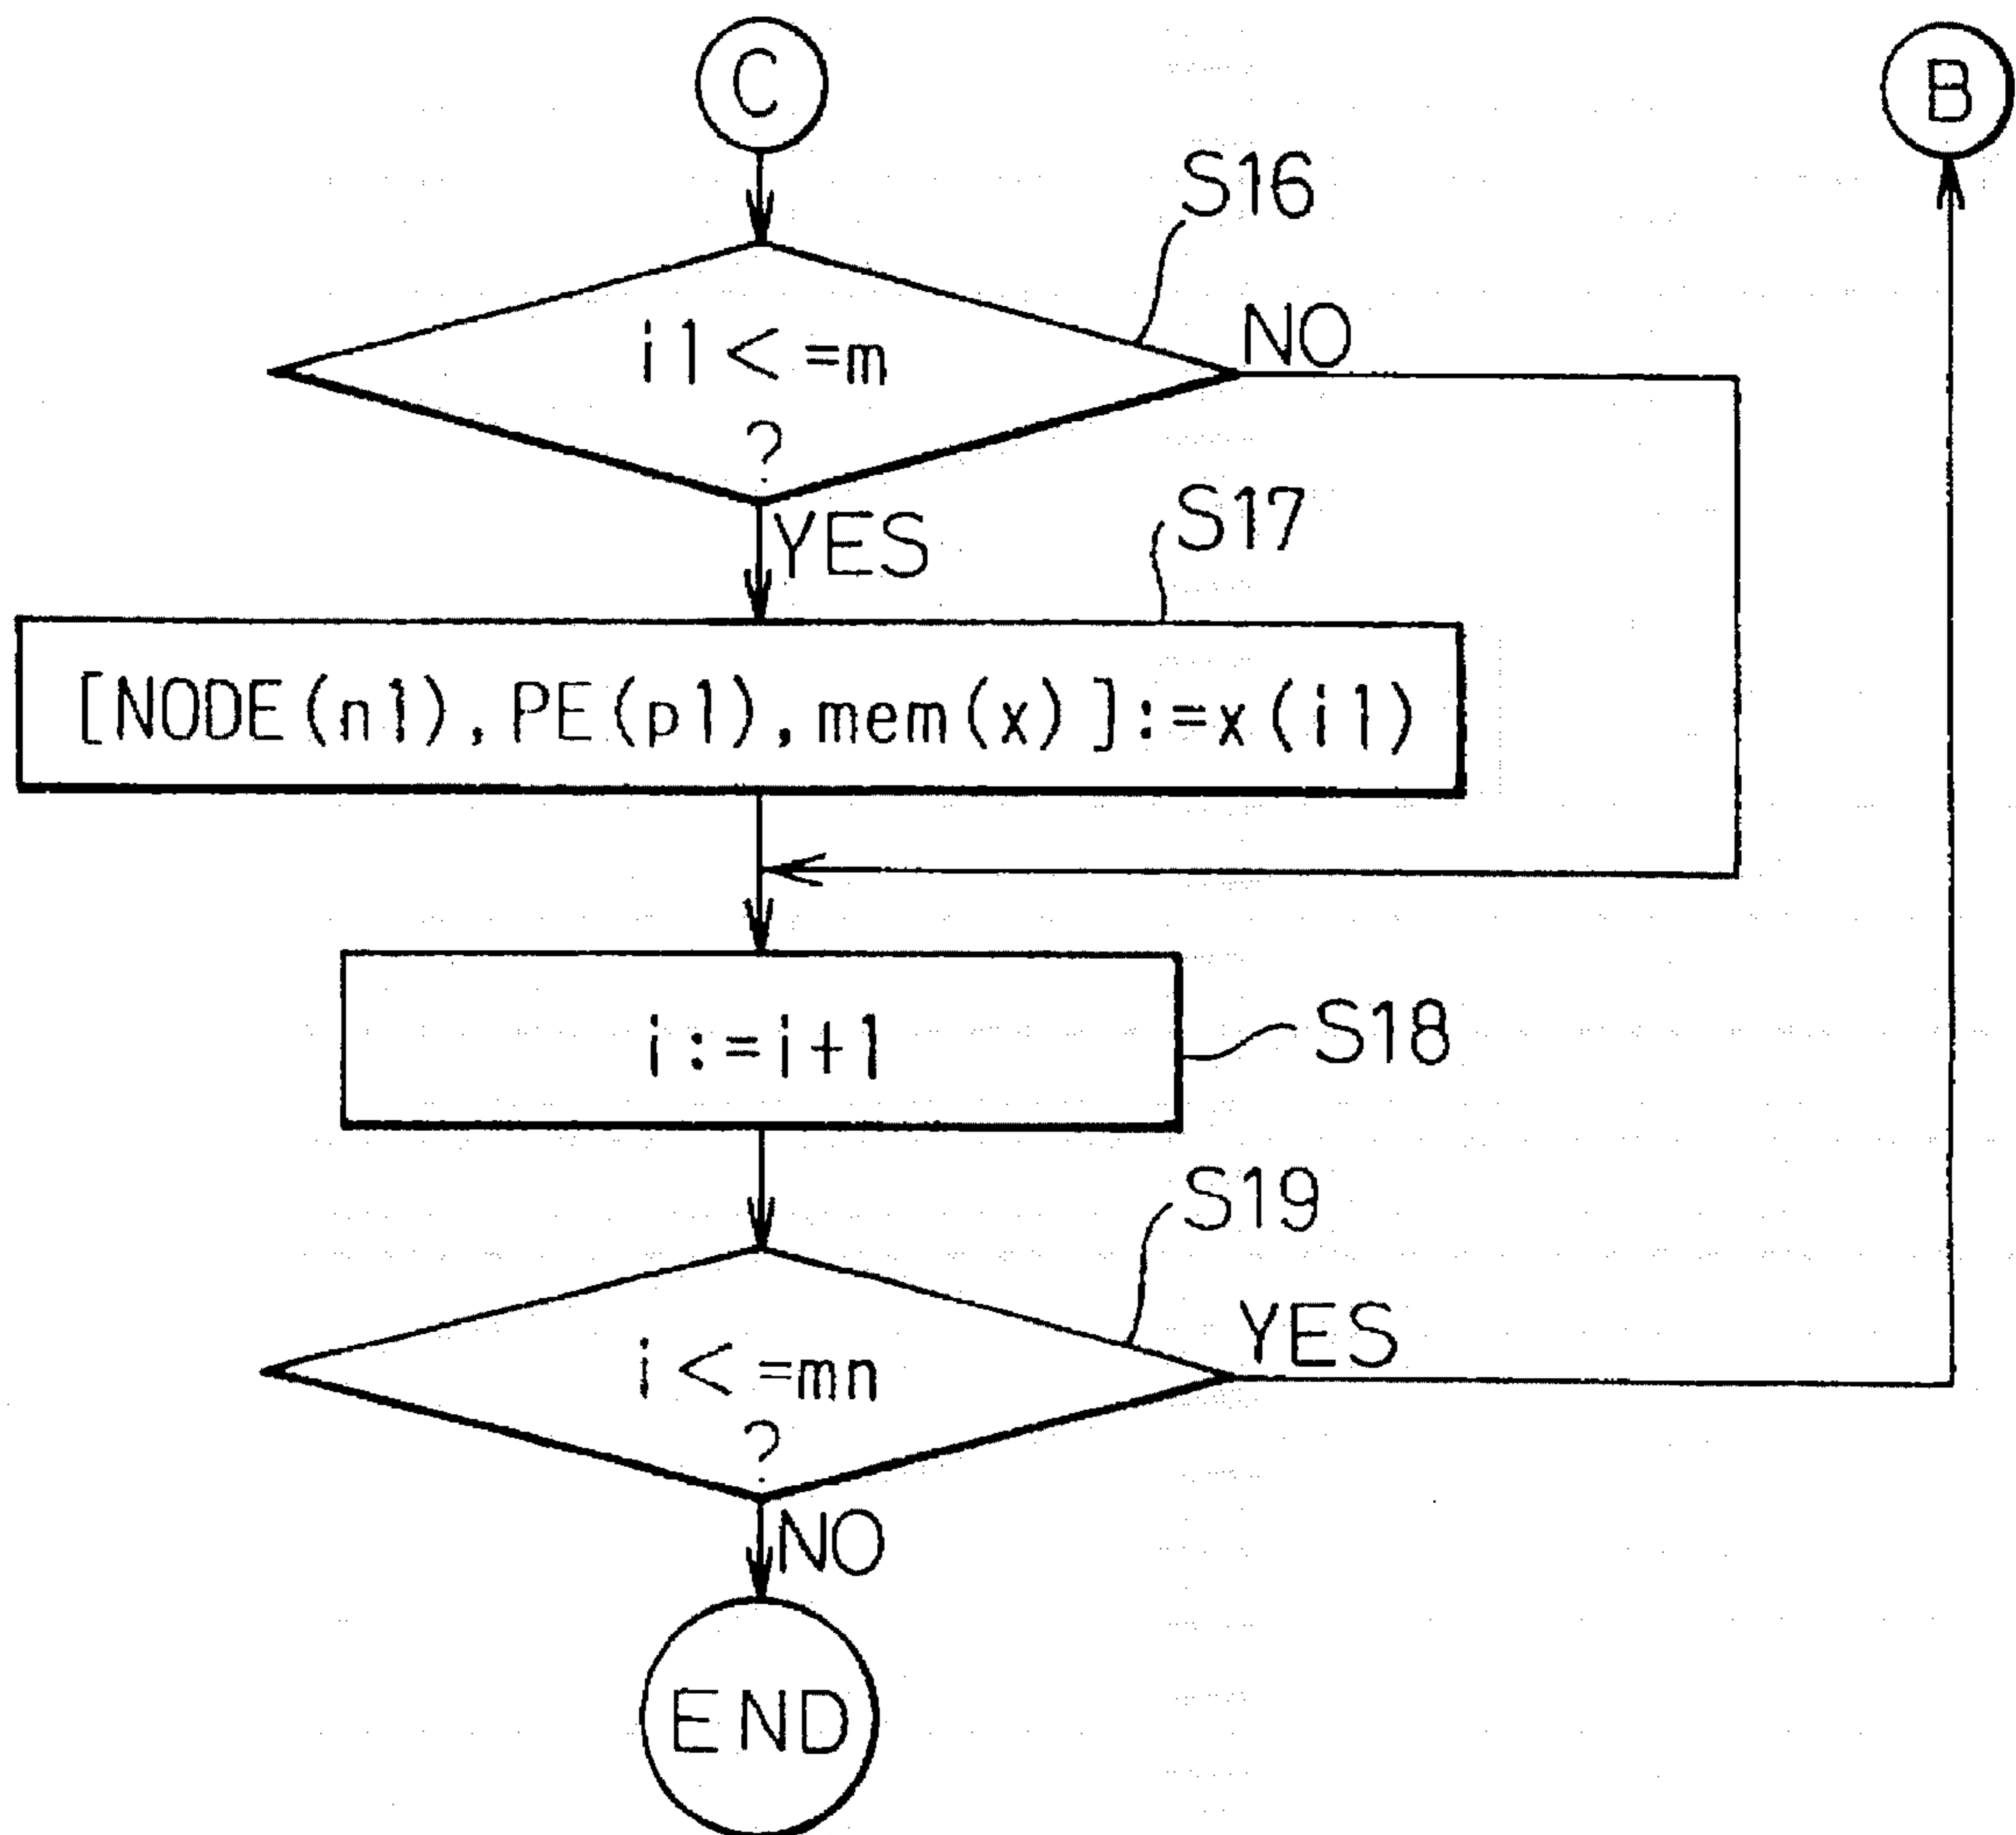 C
B
S16
i1<=m
?
NO
YES
S17
[NODE(n1),PE(p1),mem(x)]:=x(i1)
i:=i+1
S18
S19
i<=mn
?
YES
NO
END